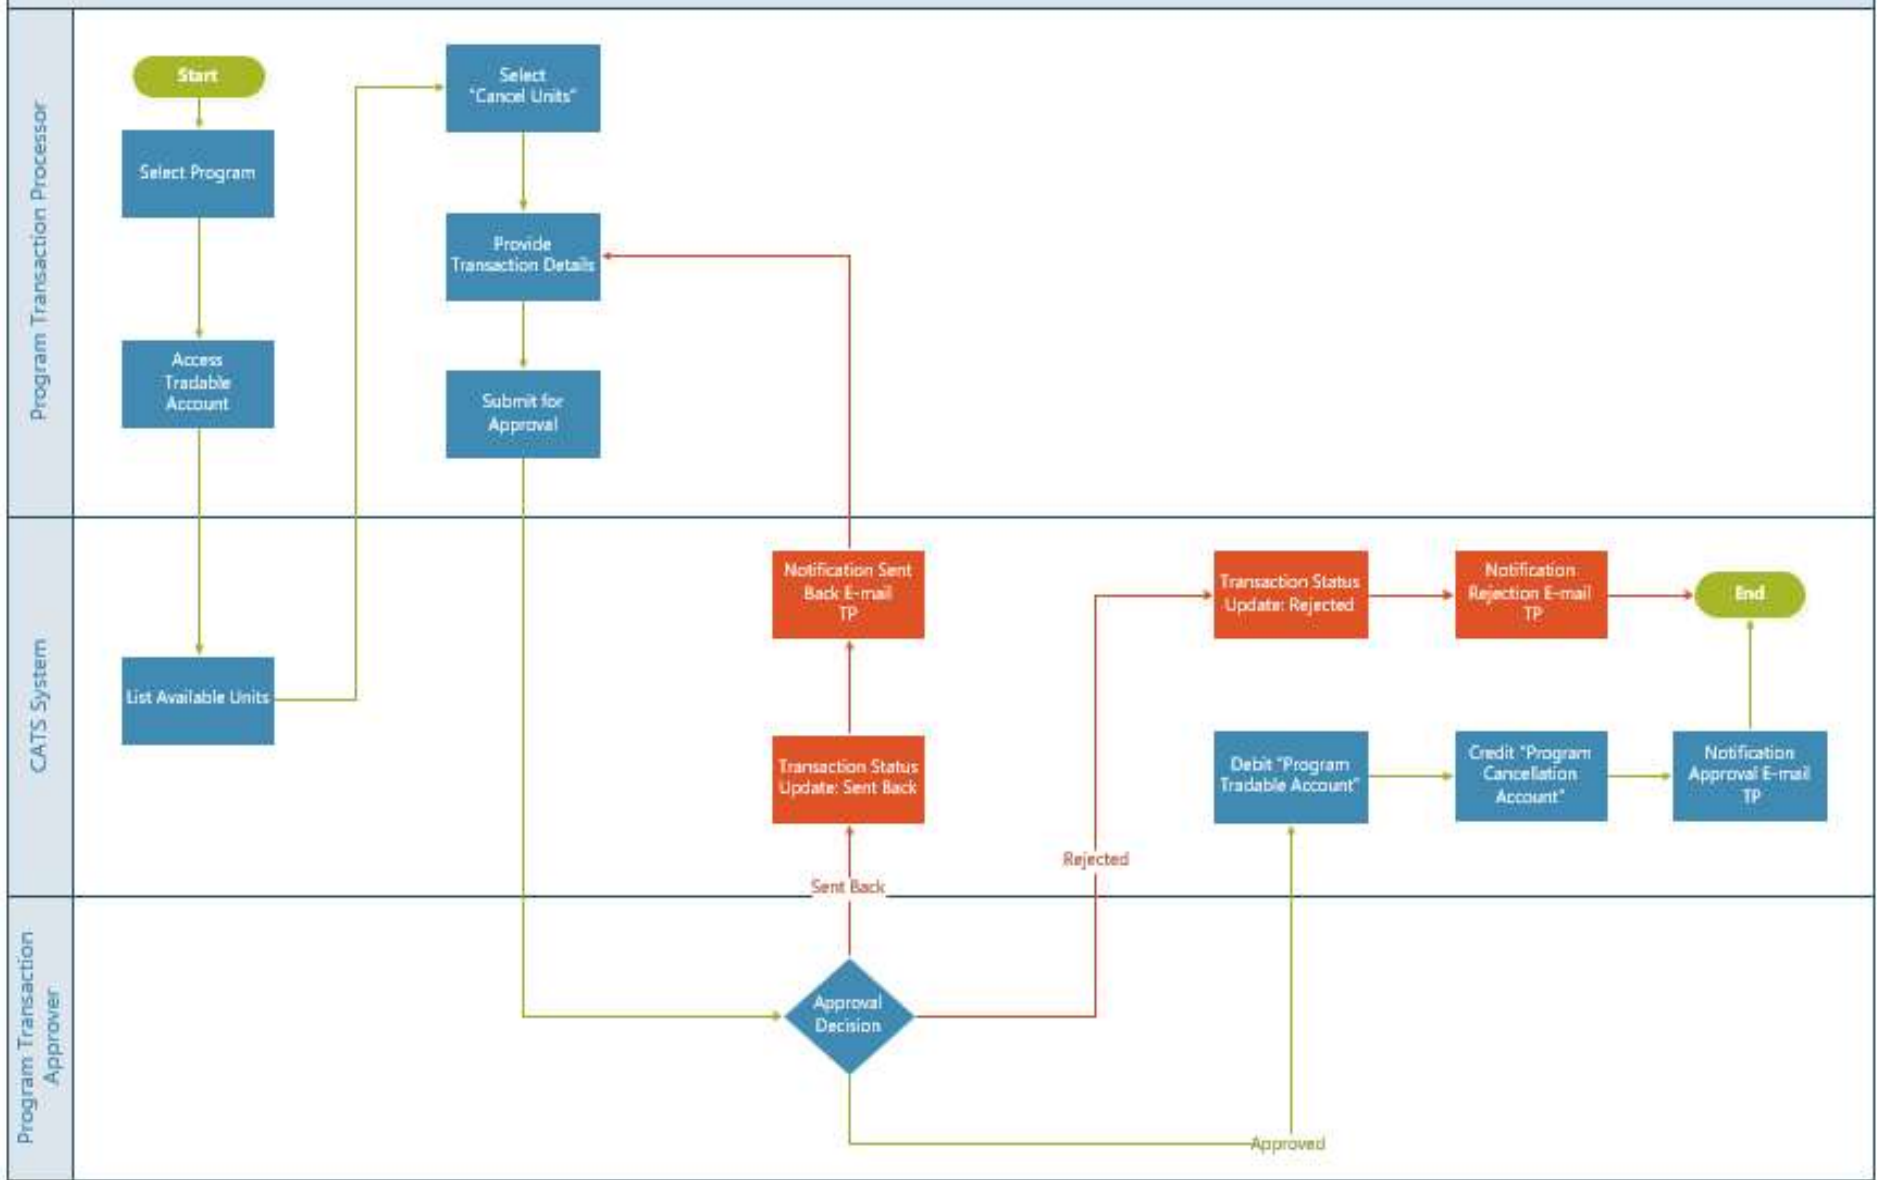 Program Transaction Processor
Start
Select Program
Access
Tradable
Account
Select
"Cancel Units"
Provide
Transaction Details
Submit for
Approval
CATS System
List Available Units
Notification Sent
Back E-mail
TP
Transaction Status
Update: Sent Back
Sent Back
Rejected
Transaction Status
Update: Rejected
Notification
Rejection E-mail
TP
End
Debit "Program
Tradable Account"
Credit "Program
Cancellation
Account"
Notification
Approval E-mail
TP
Program Transaction
Approver
Approval
Decision
Approved